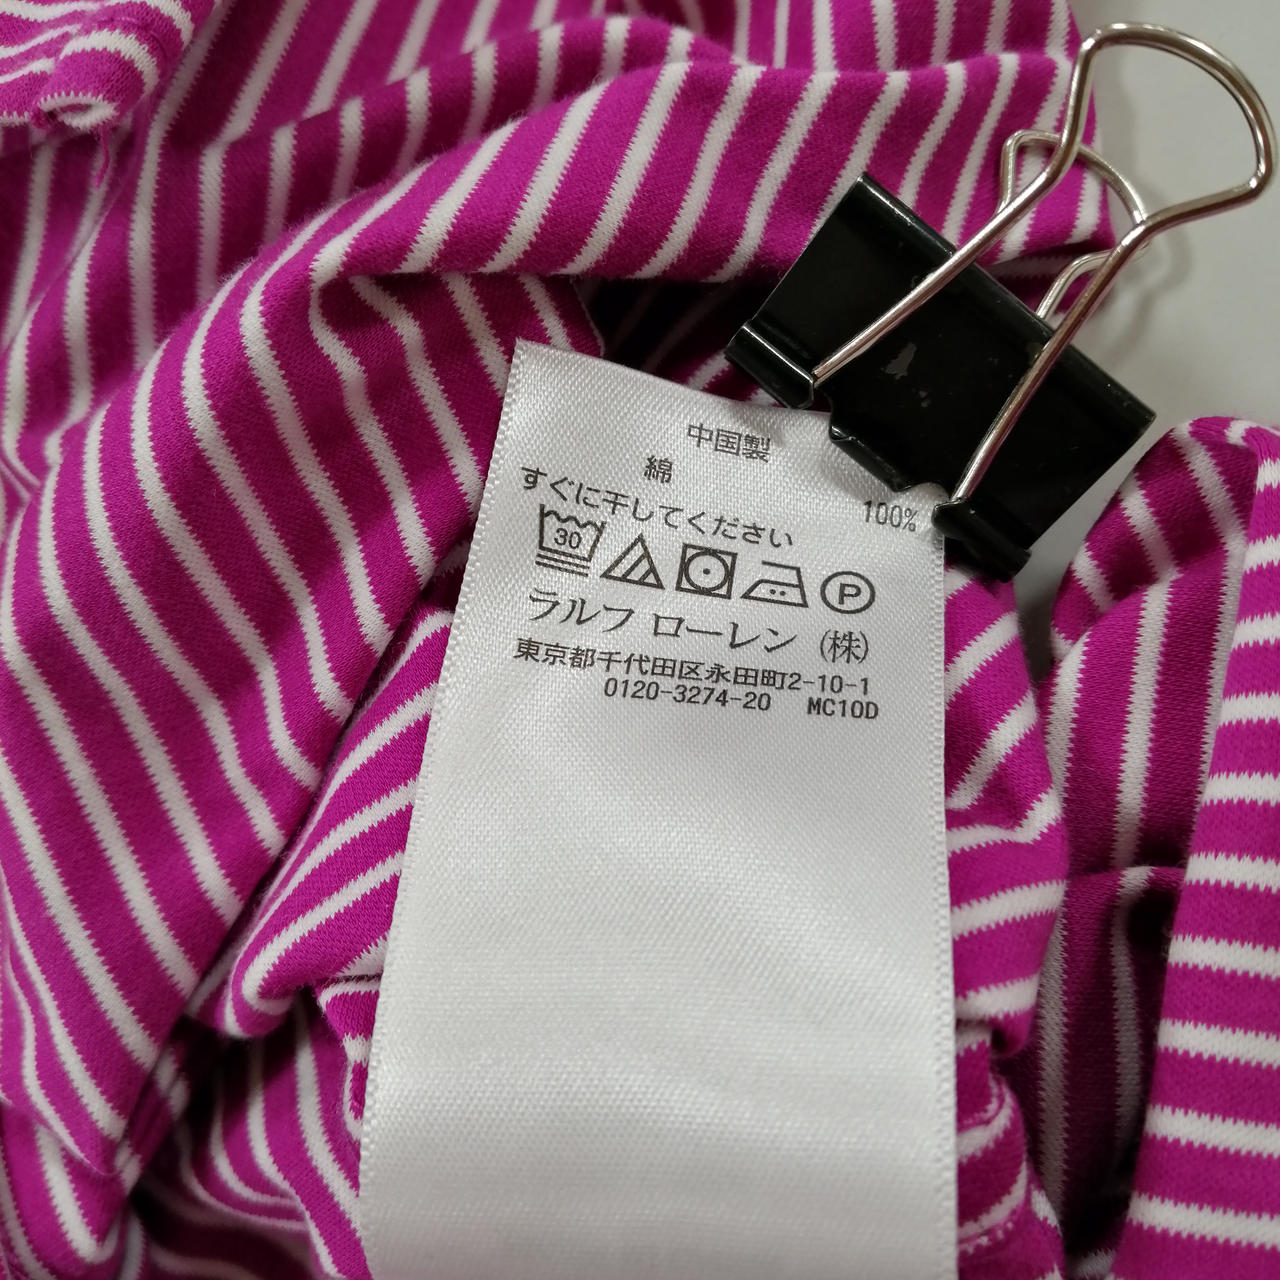 中国製
綿 100%
すぐに干してください
30 P
ラルフ ローレン (株)
東京都千代田区永田町2-10-1
0120-3274-20 MC10D